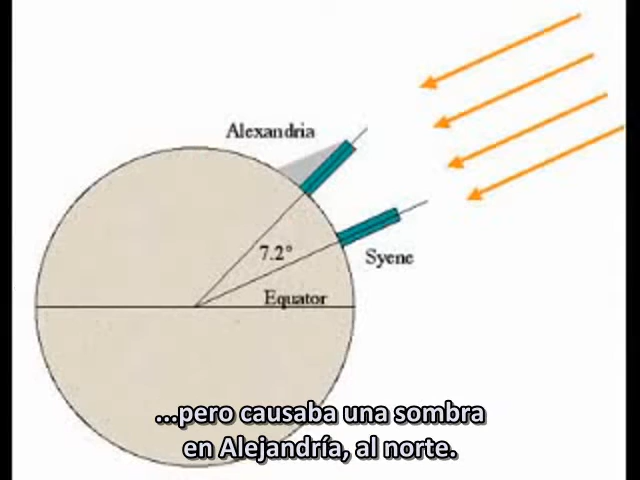 Alexandria
7.2°
Syene
Equator
...pero causaba una sombra
en Alejandría, al norte.